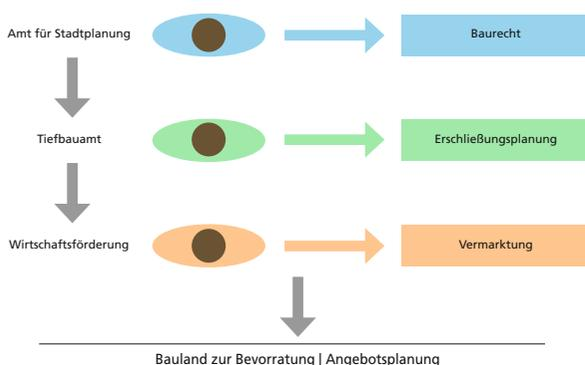 Amt für Stadtplanung
Baurecht
Tiefbauamt
Erschließungsplanung
Wirtschaftsförderung
Vermarktung
Bauland zur Bevorratung | Angebotsplanung